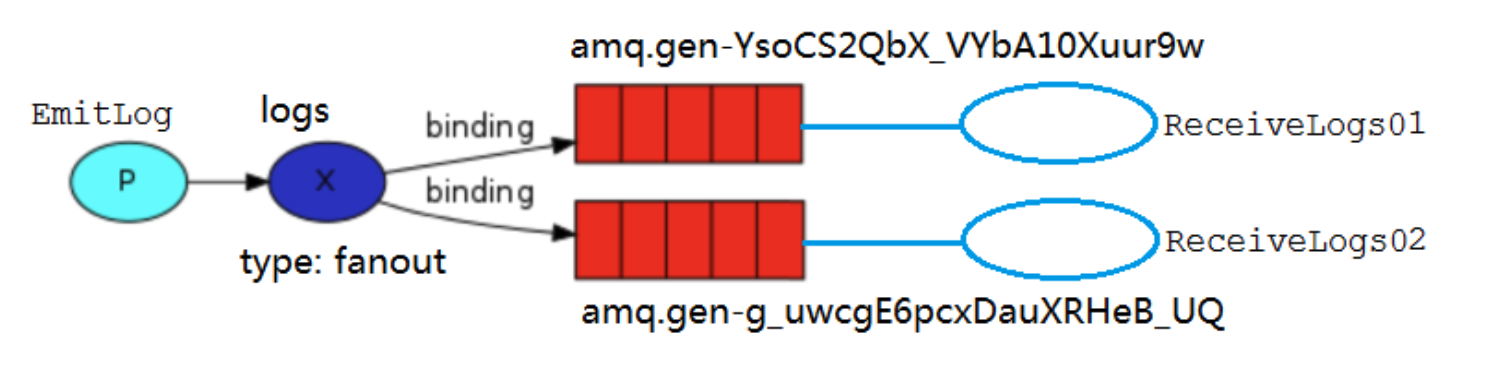 amq.gen-YsoCS2QbX_VYbA10Xuur9w
EmitLog
logs
binding
ReceiveLogs01
P
X
binding
ReceiveLogs02
type: fanout
amq.gen-g_uwcgE6pcxDauXRHeB_UQ